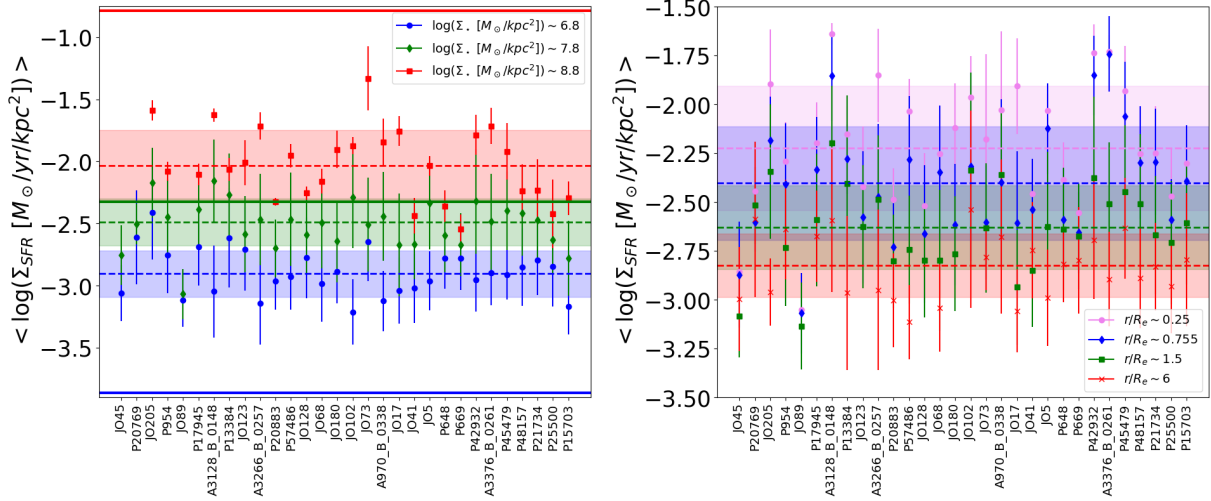 < log(Σ_SFR [M_⊙/yr/kpc²]) >
−1.0
−1.5
−2.0
−2.5
−3.0
−3.5
log(Σ⋆ [M_⊙/kpc²]) ~ 6.8
log(Σ⋆ [M_⊙/kpc²]) ~ 7.8
log(Σ⋆ [M_⊙/kpc²]) ~ 8.8
JO45
P20769
JO205
P954
JO89
P17945
A3128_B_0148
P13384
JO123
A3266_B_0257
P20883
P57486
JO128
JO68
JO180
JO102
JO73
A970_B_0338
JO17
JO41
JO5
P648
P669
P42932
A3376_B_0261
P45479
P48157
P21734
P25500
P15703
< log(Σ_SFR [M_⊙/yr/kpc²]) >
−1.50
−1.75
−2.00
−2.25
−2.50
−2.75
−3.00
−3.25
−3.50
r/R_e ~ 0.25
r/R_e ~ 0.755
r/R_e ~ 1.5
r/R_e ~ 6
JO45
P20769
JO205
P954
JO89
P17945
A3128_B_0148
P13384
JO123
A3266_B_0257
P20883
P57486
JO128
JO68
JO180
JO102
JO73
A970_B_0338
JO17
JO41
JO5
P648
P669
P42932
A3376_B_0261
P45479
P48157
P21734
P25500
P15703